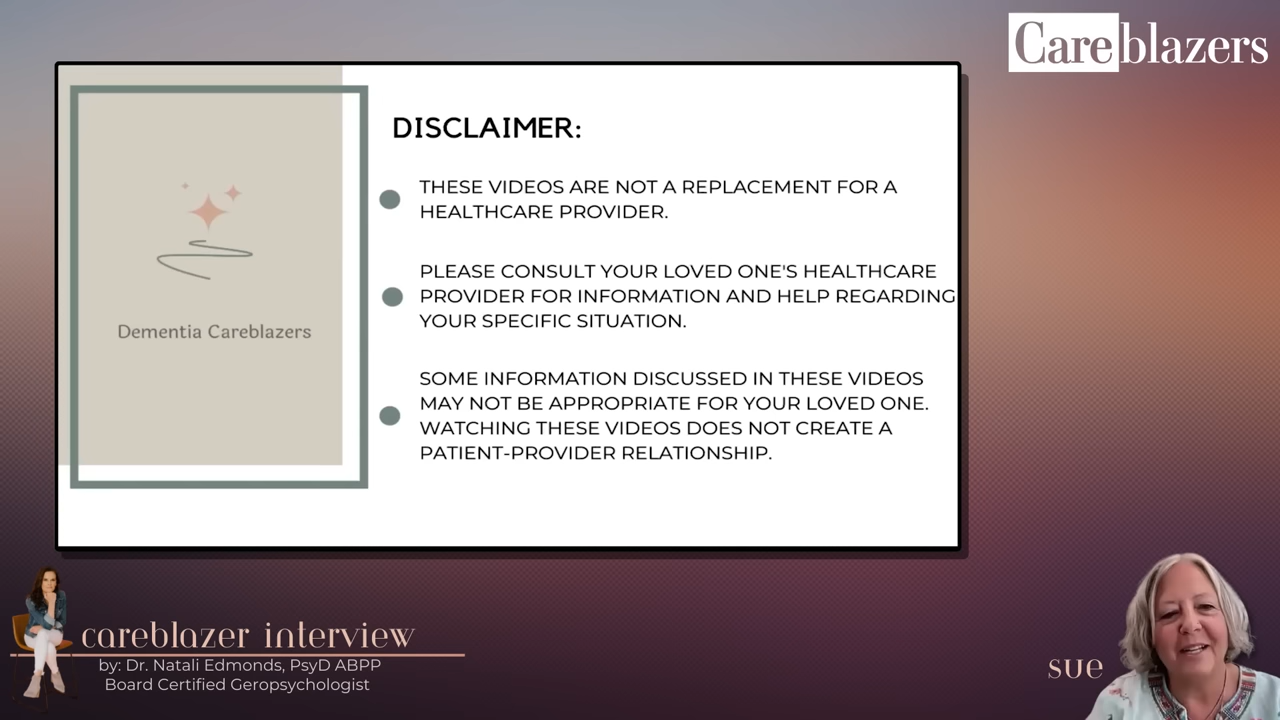 Careblazers
DISCLAIMER:
THESE VIDEOS ARE NOT A REPLACEMENT FOR A
HEALTHCARE PROVIDER.
PLEASE CONSULT YOUR LOVED ONE'S HEALTHCARE
PROVIDER FOR INFORMATION AND HELP REGARDING
YOUR SPECIFIC SITUATION.
SOME INFORMATION DISCUSSED IN THESE VIDEOS
MAY NOT BE APPROPRIATE FOR YOUR LOVED ONE.
WATCHING THESE VIDEOS DOES NOT CREATE A
PATIENT-PROVIDER RELATIONSHIP.
Dementia Careblazers
careblazer interview
by: Dr. Natali Edmonds, PsyD ABPP
Board Certified Geropsychologist
sue